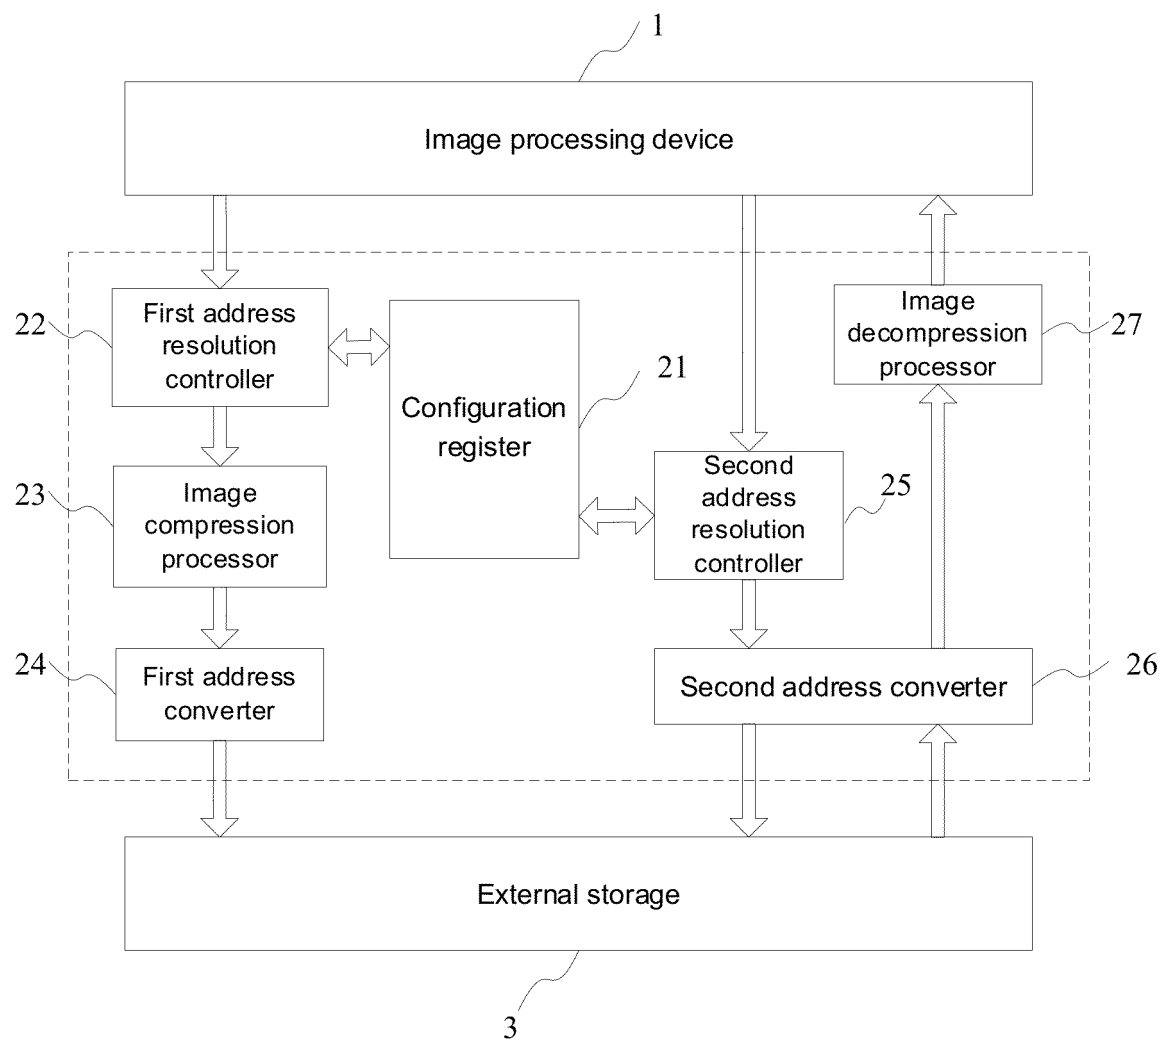 1
Image processing device
22
First address
resolution
controller
Configuration
register
21
Image
decompression
processor
27
23
Image
compression
processor
Second
address
resolution
controller
25
24
First address
converter
Second address converter
26
External storage
3